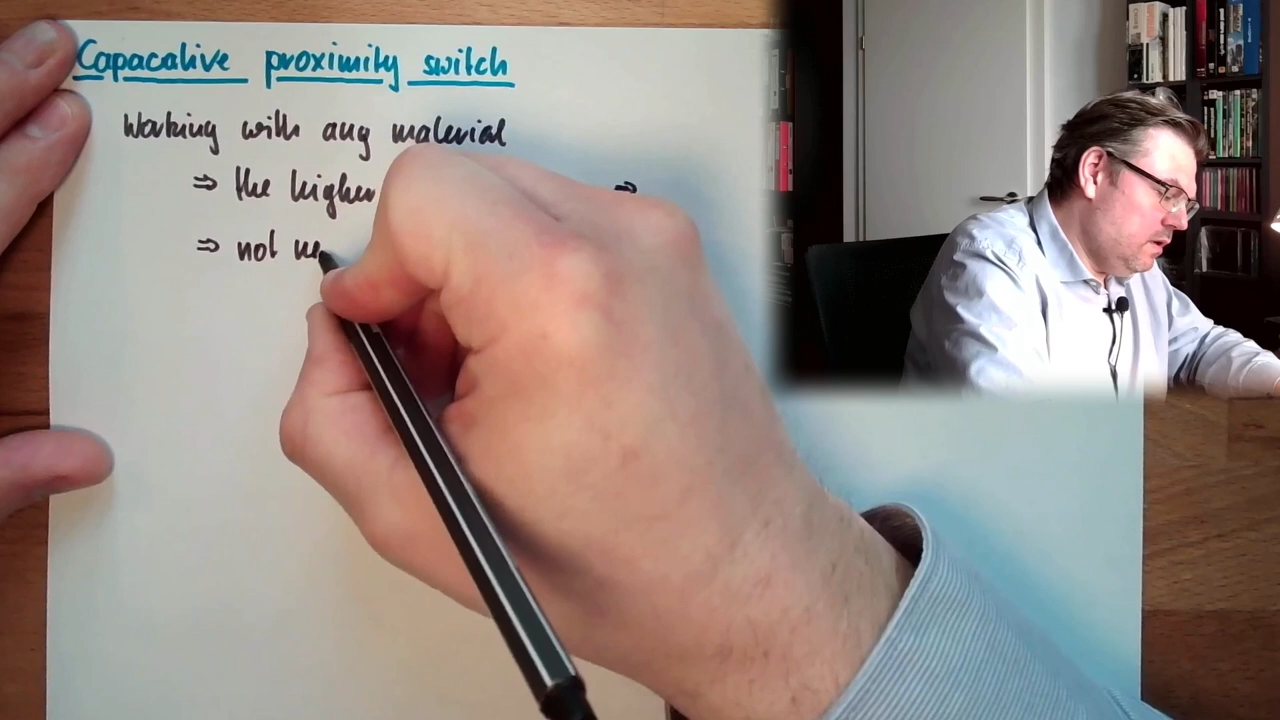 Capacative proximity switch
Working with any material
⇒ the higher ⇒
⇒ not